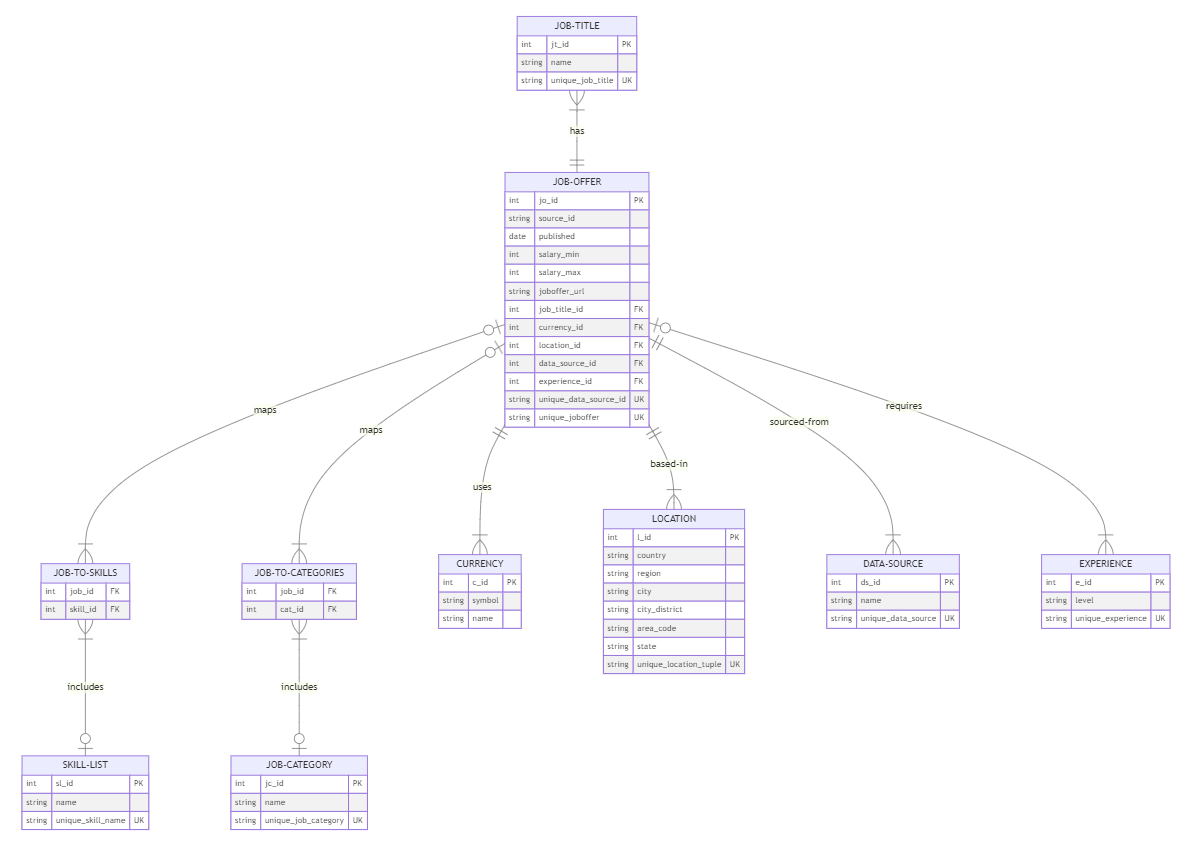 JOB-TITLE
int jt_id PK
string name
string unique_job_title UK
has
JOB-OFFER
int jo_id PK
string source_id
date published
int salary_min
int salary_max
string joboffer_url
int job_title_id FK
int currency_id FK
int location_id FK
int data_source_id FK
int experience_id FK
string unique_data_source_id UK
string unique_joboffer UK
maps
maps
uses
based-in
sourced-from
requires
JOB-TO-SKILLS
int job_id FK
int skill_id FK
JOB-TO-CATEGORIES
int job_id FK
int cat_id FK
CURRENCY
int c_id PK
string symbol
string name
LOCATION
int l_id PK
string country
string region
string city
string city_district
string area_code
string state
string unique_location_tuple UK
DATA-SOURCE
int ds_id PK
string name
string unique_data_source UK
EXPERIENCE
int e_id PK
string level
string unique_experience UK
includes
includes
SKILL-LIST
int sl_id PK
string name
string unique_skill_name UK
JOB-CATEGORY
int jc_id PK
string name
string unique_job_category UK